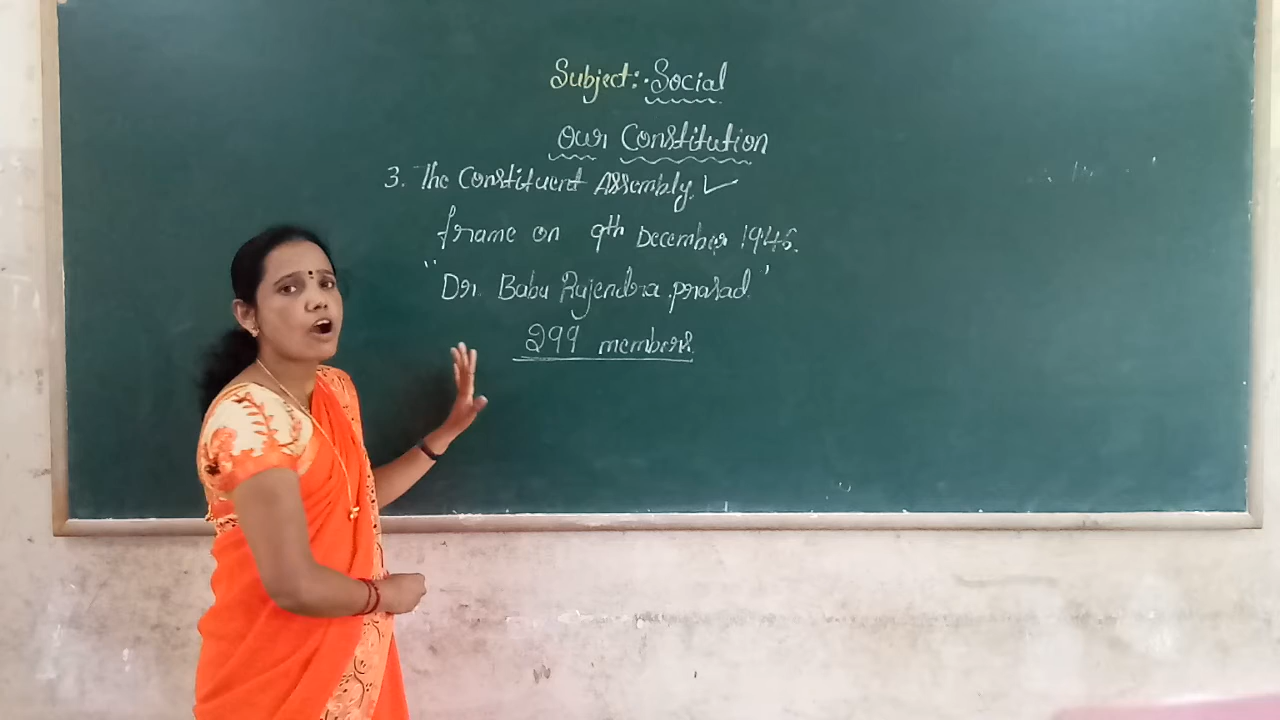 Subject:- Social
Our Constitution
3. The Constituent Assembly. ✓
frame on 9th December 1946.
"Dr. Babu Rajendra prasad"
299 members